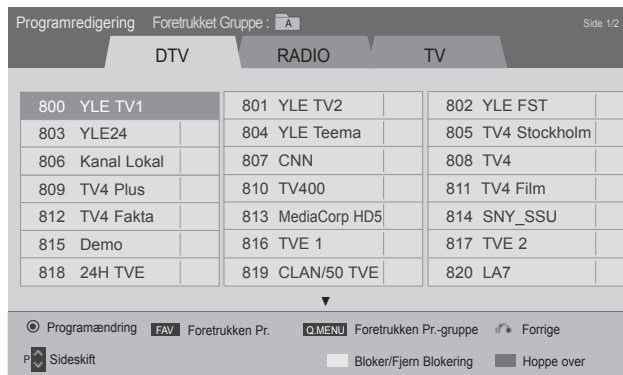 Programredigering Foretrukket Gruppe : A Side 1/2
DTV RADIO TV
800 YLE TV1 801 YLE TV2 802 YLE FST
803 YLE24 804 YLE Teema 805 TV4 Stockholm
806 Kanal Lokal 807 CNN 808 TV4
809 TV4 Plus 810 TV400 811 TV4 Film
812 TV4 Fakta 813 MediaCorp HD5 814 SNY_SSU
815 Demo 816 TVE 1 817 TVE 2
818 24H TVE 819 CLAN/50 TVE 820 LA7
Programændring FAV Foretrukken Pr. Q.MENU Foretrukken Pr.-gruppe Forrige
P Sideskift Bloker/Fjern Blokering Hoppe over